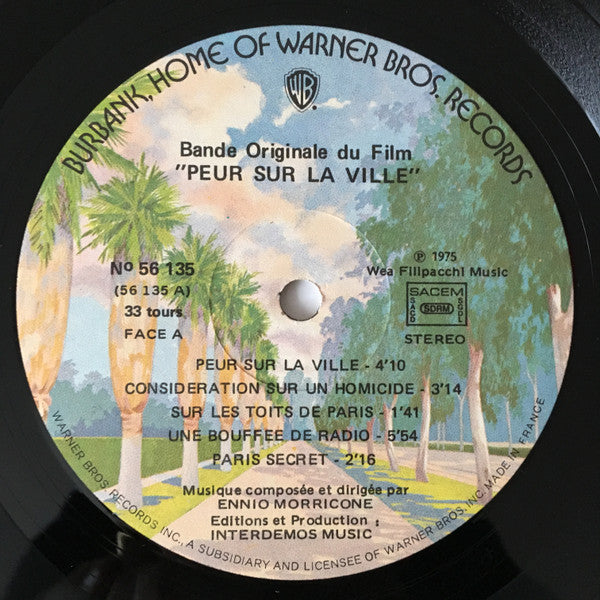 BURBANK, HOME OF WARNER BROS. RECORDS
WB
Bande Originale du Film
"PEUR SUR LA VILLE"
Nº 56 135
(56 135 A)
33 tours
FACE A
℗ 1975
Wea Filipacchi Music
SACEM
SACD SDRM SGDL
STEREO
PEUR SUR LA VILLE - 4'10
CONSIDERATION SUR UN HOMICIDE - 3'14
SUR LES TOITS DE PARIS - 1'41
UNE BOUFFEE DE RADIO - 5'54
PARIS SECRET - 2'16
Musique composée et dirigée par
ENNIO MORRICONE
Editions et Production :
INTERDEMOS MUSIC
WARNER BROS. RECORDS INC., A SUBSIDIARY AND LICENSEE OF WARNER BROS. INC. MADE IN FRANCE